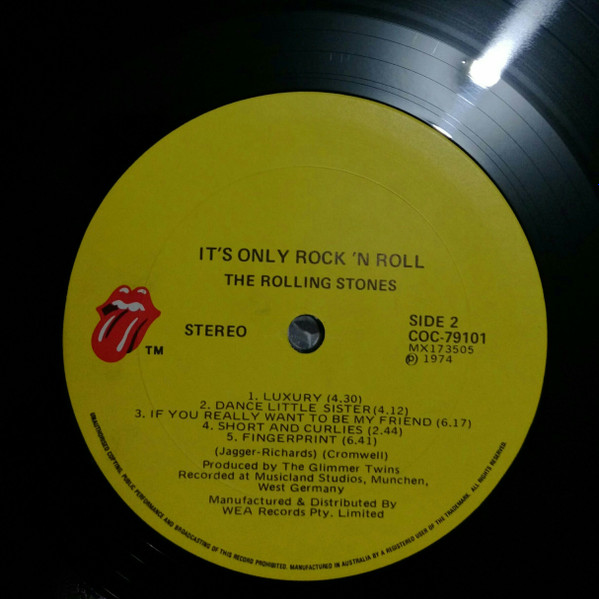 IT'S ONLY ROCK 'N ROLL
THE ROLLING STONES
TM
STEREO
SIDE 2
COC-79101
MX173505
℗ 1974
1. LUXURY (4.30)
2. DANCE LITTLE SISTER(4.12)
3. IF YOU REALLY WANT TO BE MY FRIEND (6.17)
4. SHORT AND CURLIES (2.44)
5. FINGERPRINT (6.41)
(Jagger-Richards) (Cromwell)
Produced by The Glimmer Twins
Recorded at Musicland Studios, Munchen,
West Germany
Manufactured & Distributed By
WEA Records Pty. Limited
UNAUTHORISED COPYING, PUBLIC PERFORMANCE AND BROADCASTING OF THIS RECORD PROHIBITED. MANUFACTURED IN AUSTRALIA BY A REGISTERED USER OF THE TRADEMARK. ALL RIGHTS RESERVED